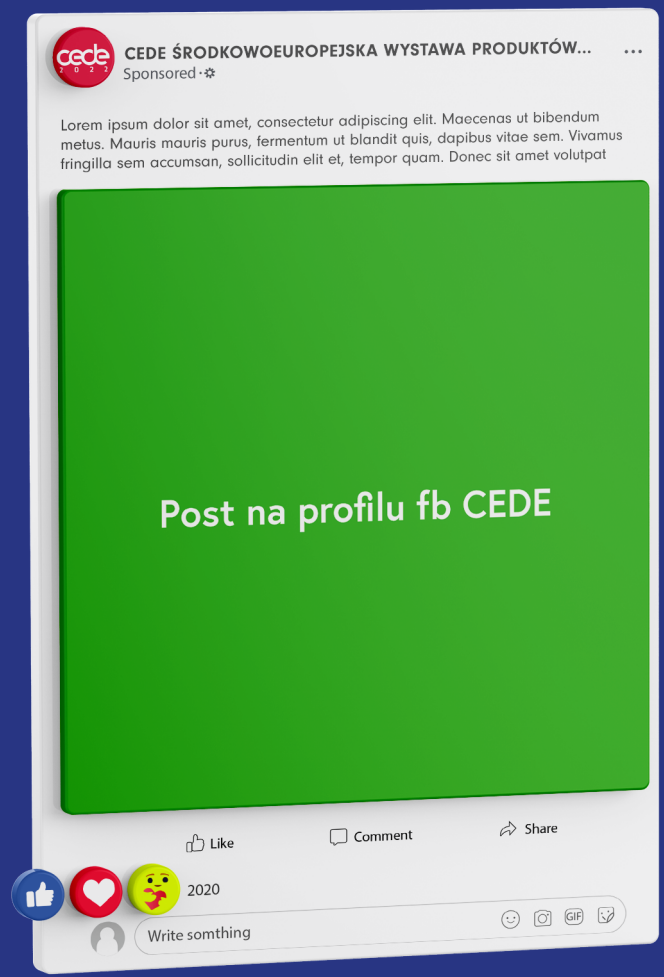 cede
2022
CEDE ŚRODKOWOEUROPEJSKA WYSTAWA PRODUKTÓW...
Sponsored ·
Lorem ipsum dolor sit amet, consectetur adipiscing elit. Maecenas ut bibendum
metus. Mauris mauris purus, fermentum ut blandit quis, dapibus vitae sem. Vivamus
fringilla sem accumsan, sollicitudin elit et, tempor quam. Donec sit amet volutpat
Post na profilu fb CEDE
Like Comment Share
2020
Write somthing
GIF